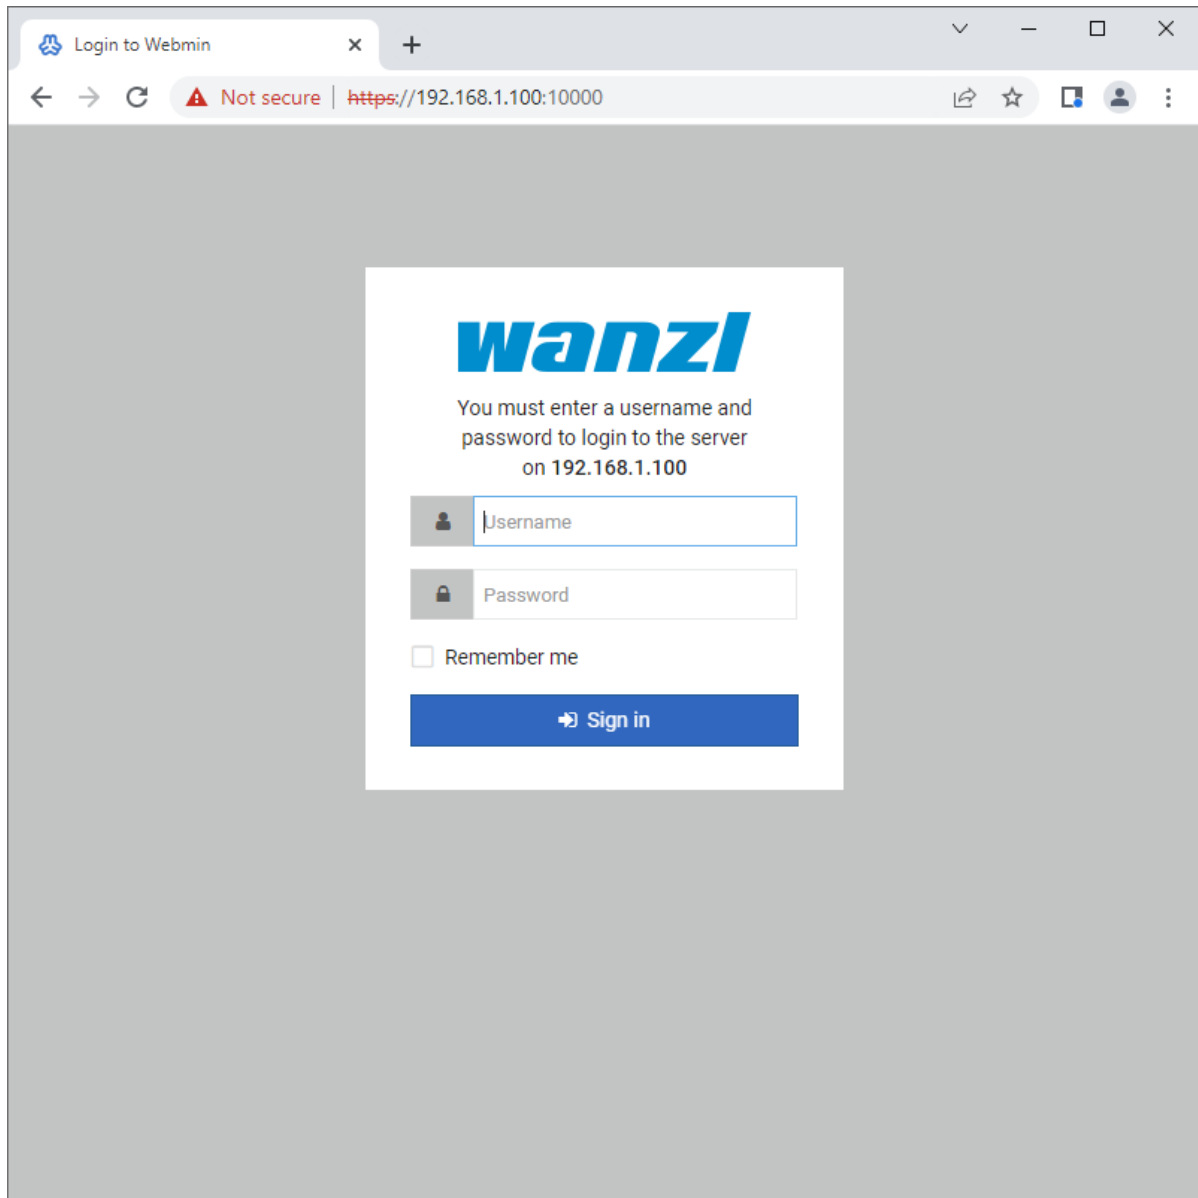 Login to Webmin
Not secure | https://192.168.1.100:10000
wanzl
You must enter a username and
password to login to the server
on 192.168.1.100
Username
Password
Remember me
Sign in